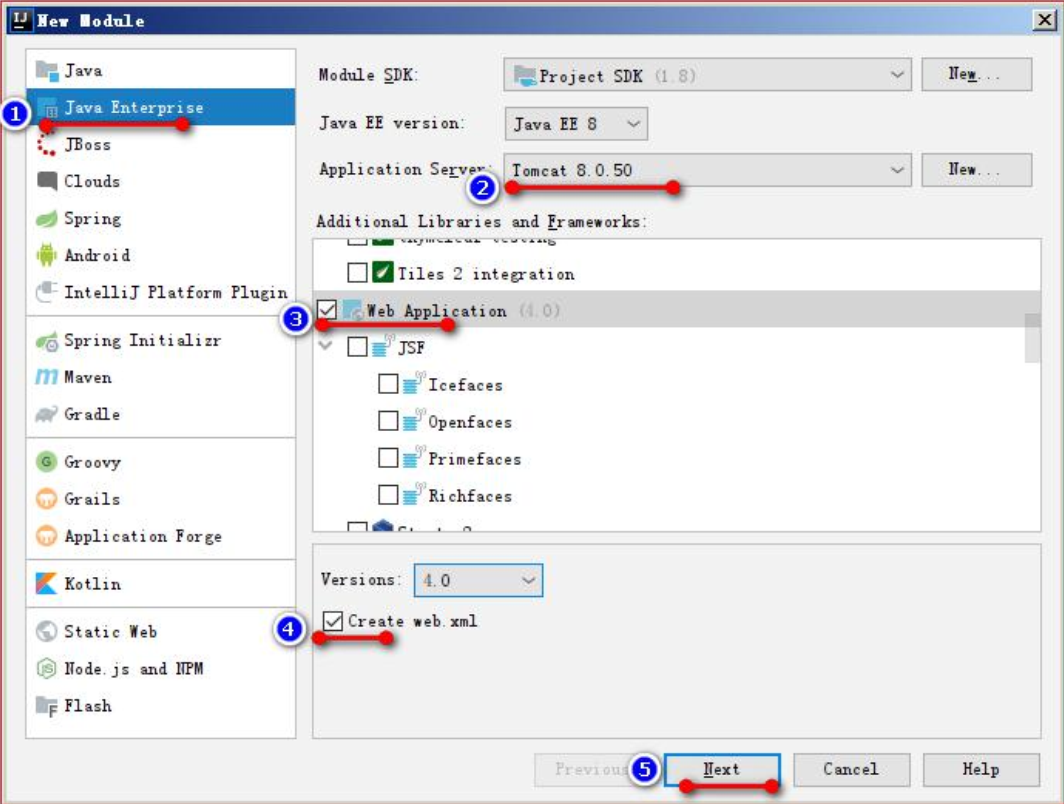 New Module
Java
1
Java Enterprise
JBoss
Clouds
Spring
Android
IntelliJ Platform Plugin
Spring Initializr
Maven
Gradle
Groovy
Grails
Application Forge
Kotlin
Static Web
Node.js and NPM
Flash
Module SDK: Project SDK (1.8) New...
Java EE version: Java EE 8
Application Server: 2 Tomcat 8.0.50 New...
Additional Libraries and Frameworks:
Tiles 2 integration
3 Web Application (4.0)
JSF
Icefaces
Openfaces
Primefaces
Richfaces
Versions: 4.0
4 Create web.xml
Previous 5 Next Cancel Help